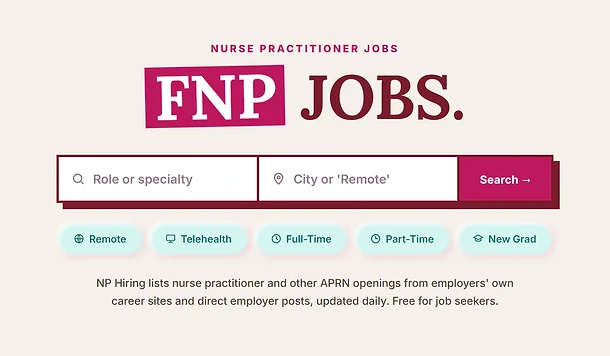 NURSE PRACTITIONER JOBS
FNP JOBS.
Role or specialty
City or 'Remote'
Search →
Remote
Telehealth
Full-Time
Part-Time
New Grad
NP Hiring lists nurse practitioner and other APRN openings from employers' own
career sites and direct employer posts, updated daily. Free for job seekers.